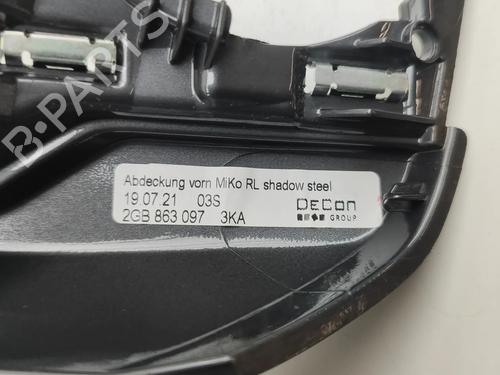 B-PARTS
Abdeckung vorn MiKo RL shadow steel
19.07.21 03S DeCon
2GB 863 097 3KA GROUP